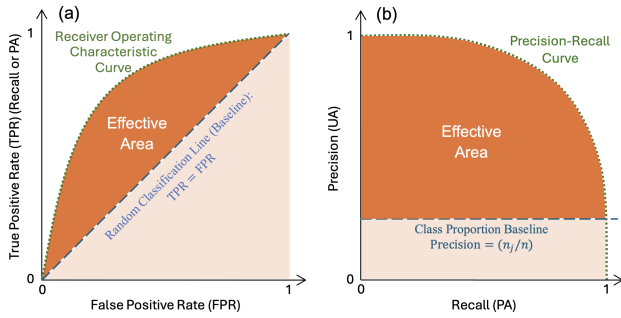 (a)
1
Receiver Operating
Characteristic
Curve
Effective
Area
Random Classification Line (Baseline):
TPR = FPR
True Positive Rate (TPR) (Recall or PA)
0
0
1
False Positive Rate (FPR)
(b)
1
Precision-Recall
Curve
Effective
Area
Class Proportion Baseline
Precision = (n_j/n)
Precision (UA)
0
0
1
Recall (PA)